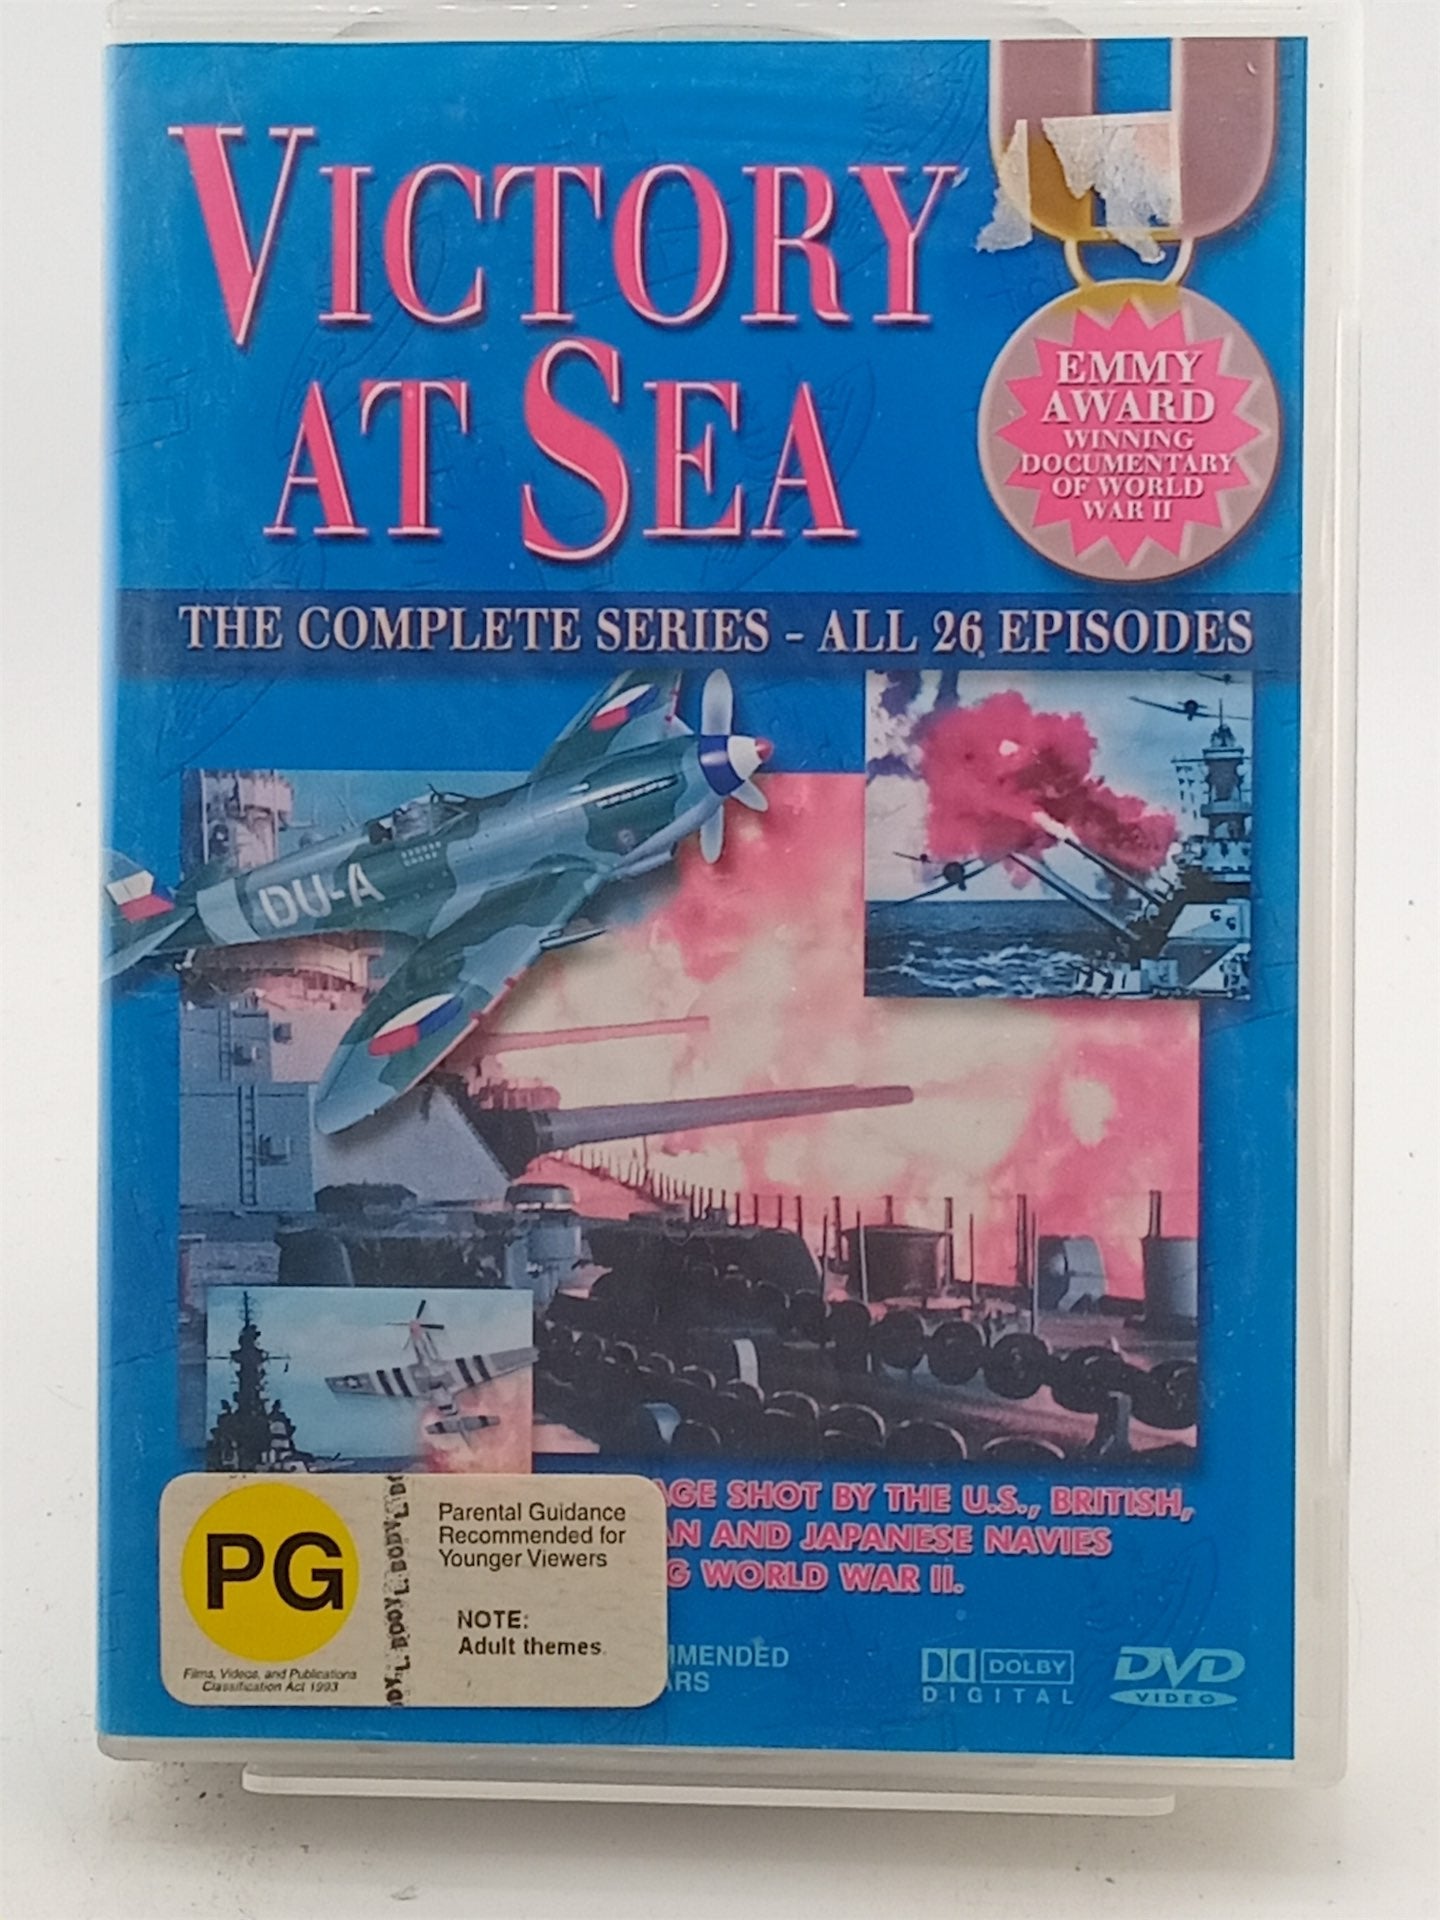 VICTORY
AT SEA
EMMY
AWARD
WINNING
DOCUMENTARY
OF WORLD
WAR II
THE COMPLETE SERIES - ALL 26 EPISODES
DU-A
AGE SHOT BY THE U.S., BRITISH,
AN AND JAPANESE NAVIES
G WORLD WAR II.
PG
Films, Videos, and Publications
Classification Act 1993
Parental Guidance
Recommended for
Younger Viewers
NOTE:
Adult themes.
MMENDED
ARS
DOLBY
DIGITAL
DVD
VIDEO